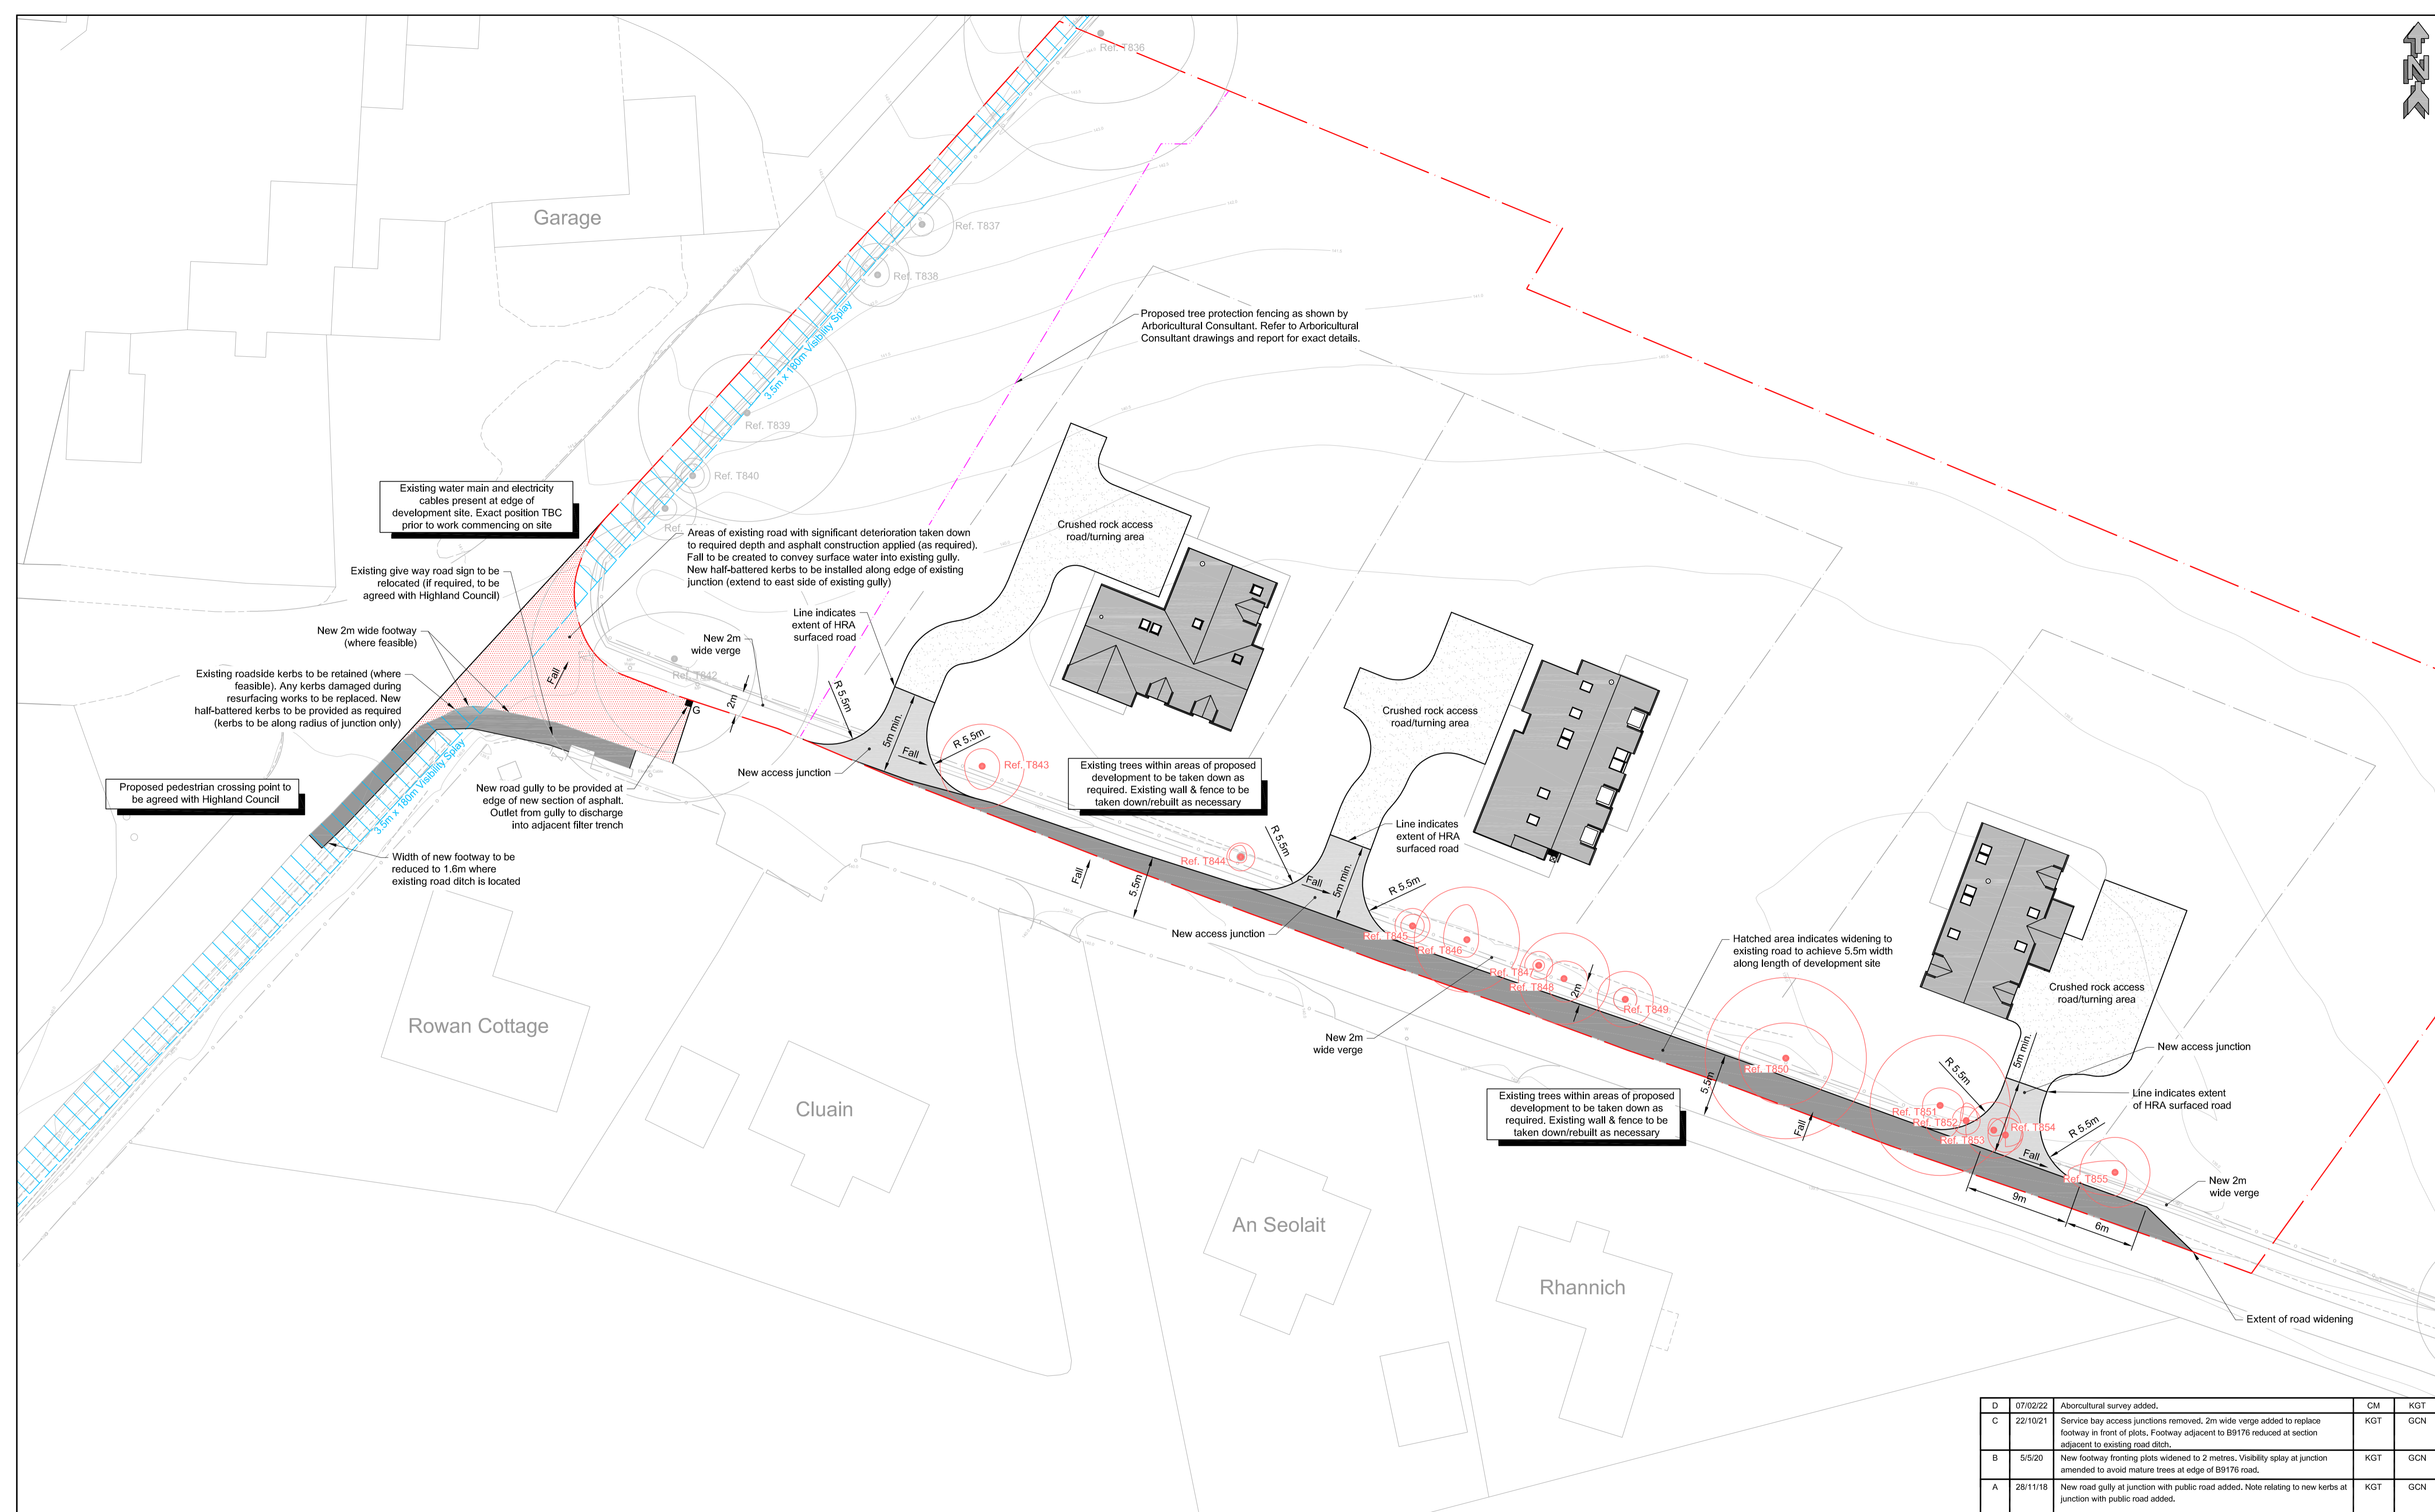 N
Ref. T836
Garage
Ref. T837
Ref. T838
3.5m x 180m Visibility Splay
Proposed tree protection fencing as shown by
Arboricultural Consultant. Refer to Arboricultural
Consultant drawings and report for exact details.
Ref. T839
Ref. T840
Ref.
Existing water main and electricity
cables present at edge of
development site. Exact position TBC
prior to work commencing on site
Areas of existing road with significant deterioration taken down
to required depth and asphalt construction applied (as required).
Fall to be created to convey surface water into existing gully.
New half-battered kerbs to be installed along edge of existing
junction (extend to east side of existing gully)
Existing give way road sign to be
relocated (if required, to be
agreed with Highland Council)
New 2m wide footway
(where feasible)
Existing roadside kerbs to be retained (where
feasible). Any kerbs damaged during
resurfacing works to be replaced. New
half-battered kerbs to be provided as required
(kerbs to be along radius of junction only)
Fall
Ref. T842
New 2m
wide verge
Line indicates
extent of HRA
surfaced road
Crushed rock access
road/turning area
2m
G
R 5.5m
5m min.
Fall
R 5.5m
Ref. T843
New access junction
Proposed pedestrian crossing point to
be agreed with Highland Council
3.5m x 180m Visibility Splay
New road gully to be provided at
edge of new section of asphalt.
Outlet from gully to discharge
into adjacent filter trench
Width of new footway to be
reduced to 1.6m where
existing road ditch is located
Existing trees within areas of proposed
development to be taken down as
required. Existing wall & fence to be
taken down/rebuilt as necessary
Crushed rock access
road/turning area
Line indicates
extent of HRA
surfaced road
R 5.5m
Ref. T844
Fall
5.5m
Fall
5m min.
R 5.5m
New access junction
Ref. T845
Ref. T846
Ref. T847
Ref. T848
2m
Ref. T849
New 2m
wide verge
Hatched area indicates widening to
existing road to achieve 5.5m width
along length of development site
Ref. T850
5.5m
Fall
Crushed rock access
road/turning area
5m min.
New access junction
R 5.5m
Line indicates extent
of HRA surfaced road
Ref. T851
Ref. T852
Ref. T853
Ref. T854
R 5.5m
Fall
Ref. T855
9m
6m
New 2m
wide verge
Existing trees within areas of proposed
development to be taken down as
required. Existing wall & fence to be
taken down/rebuilt as necessary
Rowan Cottage
Cluain
An Seolait
Rhannich
Extent of road widening
D 07/02/22 Aborcultural survey added. CM KGT
C 22/10/21 Service bay access junctions removed. 2m wide verge added to replace KGT GCN
footway in front of plots. Footway adjacent to B9176 reduced at section
adjacent to existing road ditch.
B 5/5/20 New footway fronting plots widened to 2 metres. Visibility splay at junction KGT GCN
amended to avoid mature trees at edge of B9176 road.
A 28/11/18 New road gully at junction with public road added. Note relating to new kerbs at KGT GCN
junction with public road added.